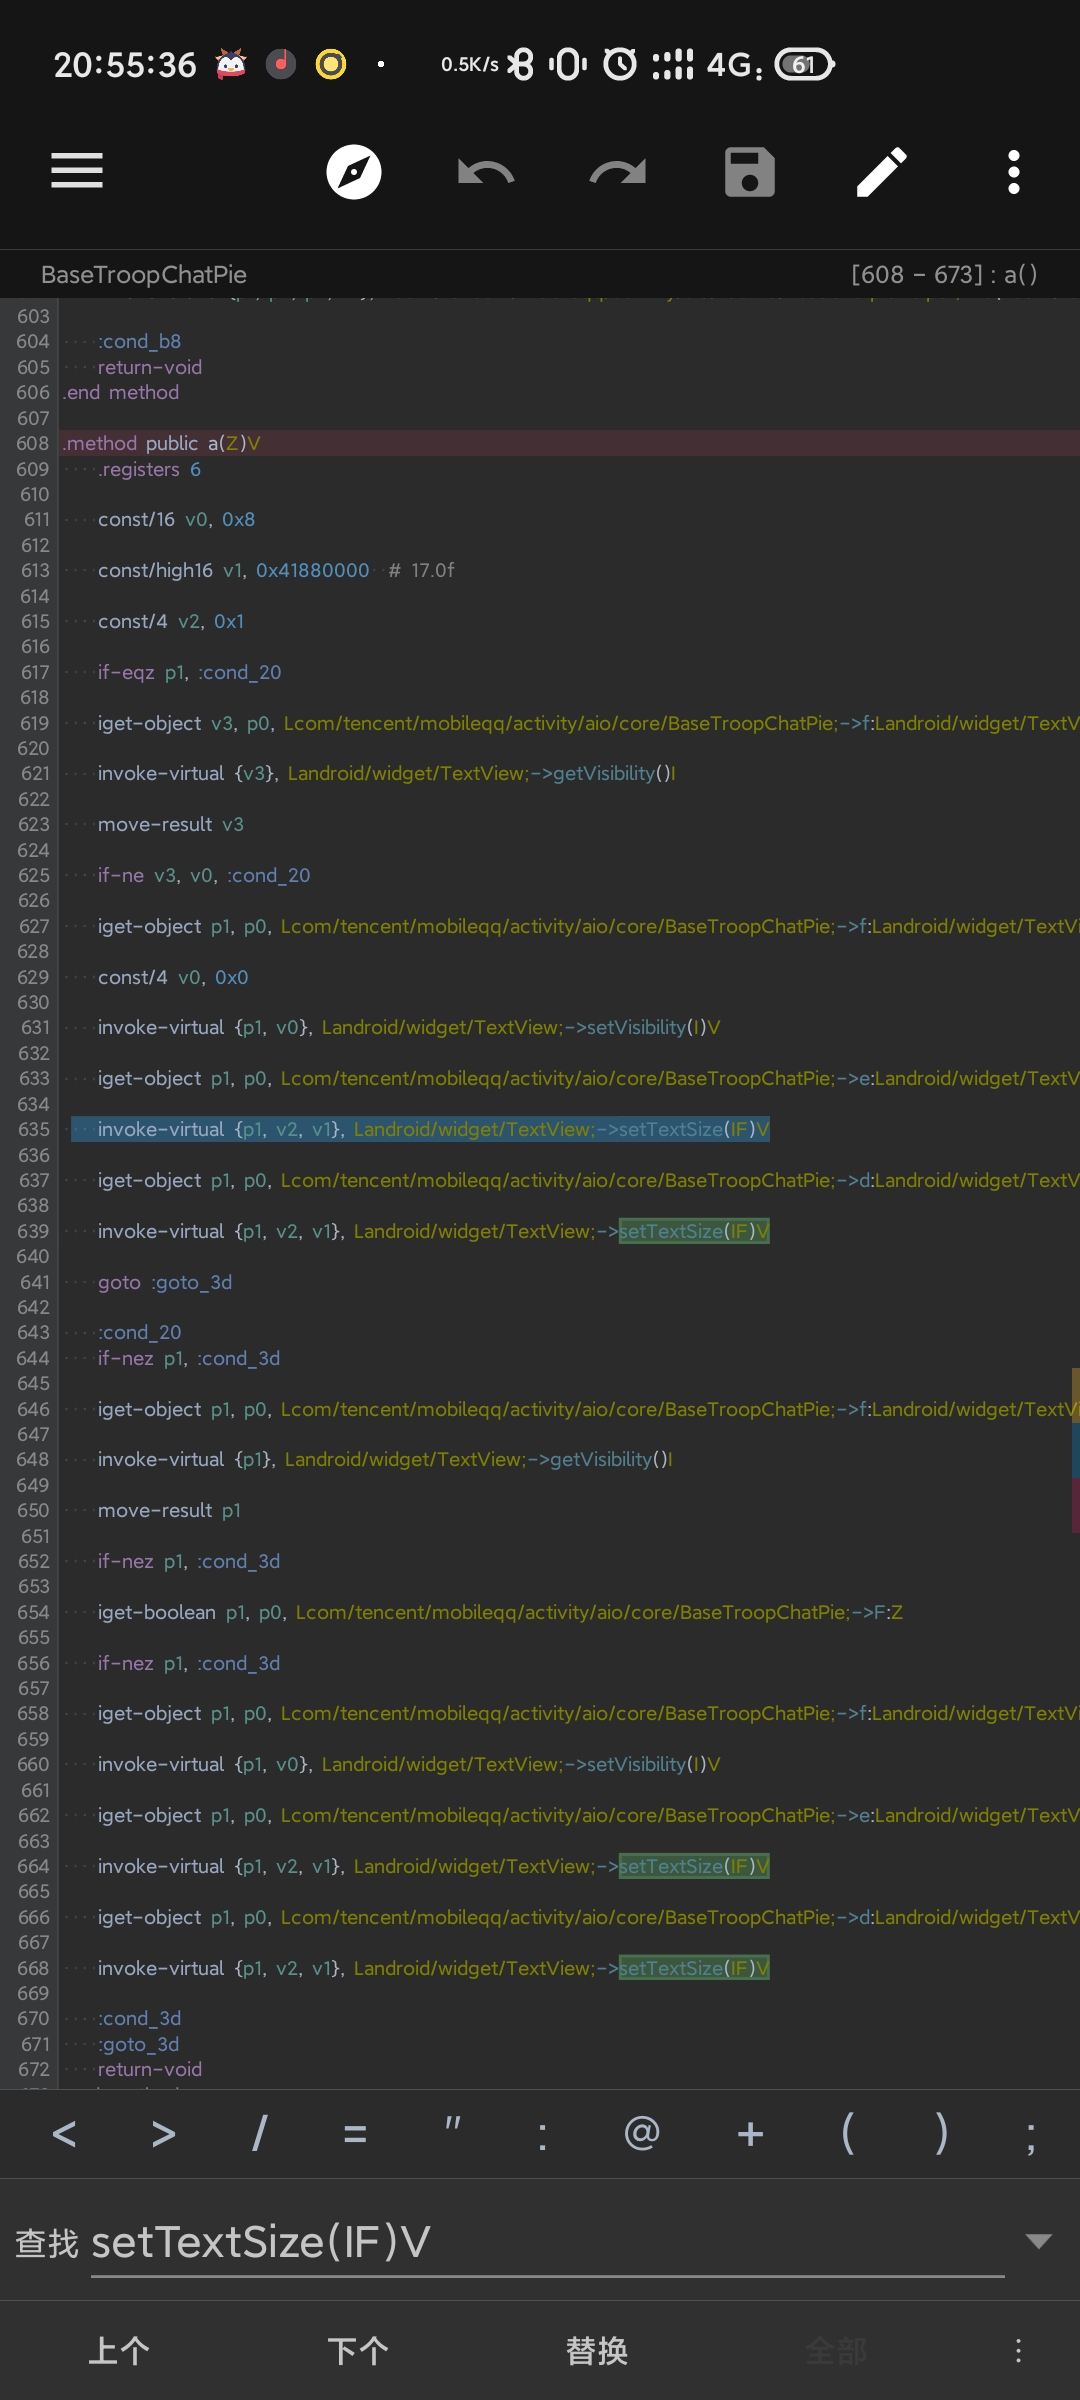 20:55:36 0.5K/s 4G 61
BaseTroopChatPie [608 - 673] : a()
603
604 :cond_b8
605 return-void
606 .end method
607
608 .method public a(Z)V
609 .registers 6
610
611 const/16 v0, 0x8
612
613 const/high16 v1, 0x41880000 # 17.0f
614
615 const/4 v2, 0x1
616
617 if-eqz p1, :cond_20
618
619 iget-object v3, p0, Lcom/tencent/mobileqq/activity/aio/core/BaseTroopChatPie;->f:Landroid/widget/TextV
620
621 invoke-virtual {v3}, Landroid/widget/TextView;->getVisibility()I
622
623 move-result v3
624
625 if-ne v3, v0, :cond_20
626
627 iget-object p1, p0, Lcom/tencent/mobileqq/activity/aio/core/BaseTroopChatPie;->f:Landroid/widget/TextVi
628
629 const/4 v0, 0x0
630
631 invoke-virtual {p1, v0}, Landroid/widget/TextView;->setVisibility(I)V
632
633 iget-object p1, p0, Lcom/tencent/mobileqq/activity/aio/core/BaseTroopChatPie;->e:Landroid/widget/TextV
634
635 invoke-virtual {p1, v2, v1}, Landroid/widget/TextView;->setTextSize(IF)V
636
637 iget-object p1, p0, Lcom/tencent/mobileqq/activity/aio/core/BaseTroopChatPie;->d:Landroid/widget/TextV
638
639 invoke-virtual {p1, v2, v1}, Landroid/widget/TextView;->setTextSize(IF)V
640
641 goto :goto_3d
642
643 :cond_20
644 if-nez p1, :cond_3d
645
646 iget-object p1, p0, Lcom/tencent/mobileqq/activity/aio/core/BaseTroopChatPie;->f:Landroid/widget/TextVi
647
648 invoke-virtual {p1}, Landroid/widget/TextView;->getVisibility()I
649
650 move-result p1
651
652 if-nez p1, :cond_3d
653
654 iget-boolean p1, p0, Lcom/tencent/mobileqq/activity/aio/core/BaseTroopChatPie;->F:Z
655
656 if-nez p1, :cond_3d
657
658 iget-object p1, p0, Lcom/tencent/mobileqq/activity/aio/core/BaseTroopChatPie;->f:Landroid/widget/TextVi
659
660 invoke-virtual {p1, v0}, Landroid/widget/TextView;->setVisibility(I)V
661
662 iget-object p1, p0, Lcom/tencent/mobileqq/activity/aio/core/BaseTroopChatPie;->e:Landroid/widget/TextV
663
664 invoke-virtual {p1, v2, v1}, Landroid/widget/TextView;->setTextSize(IF)V
665
666 iget-object p1, p0, Lcom/tencent/mobileqq/activity/aio/core/BaseTroopChatPie;->d:Landroid/widget/TextV
667
668 invoke-virtual {p1, v2, v1}, Landroid/widget/TextView;->setTextSize(IF)V
669
670 :cond_3d
671 :goto_3d
672 return-void
< > / = " : @ + ( ) ;
查找 setTextSize(IF)V
上个 下个 替换 全部